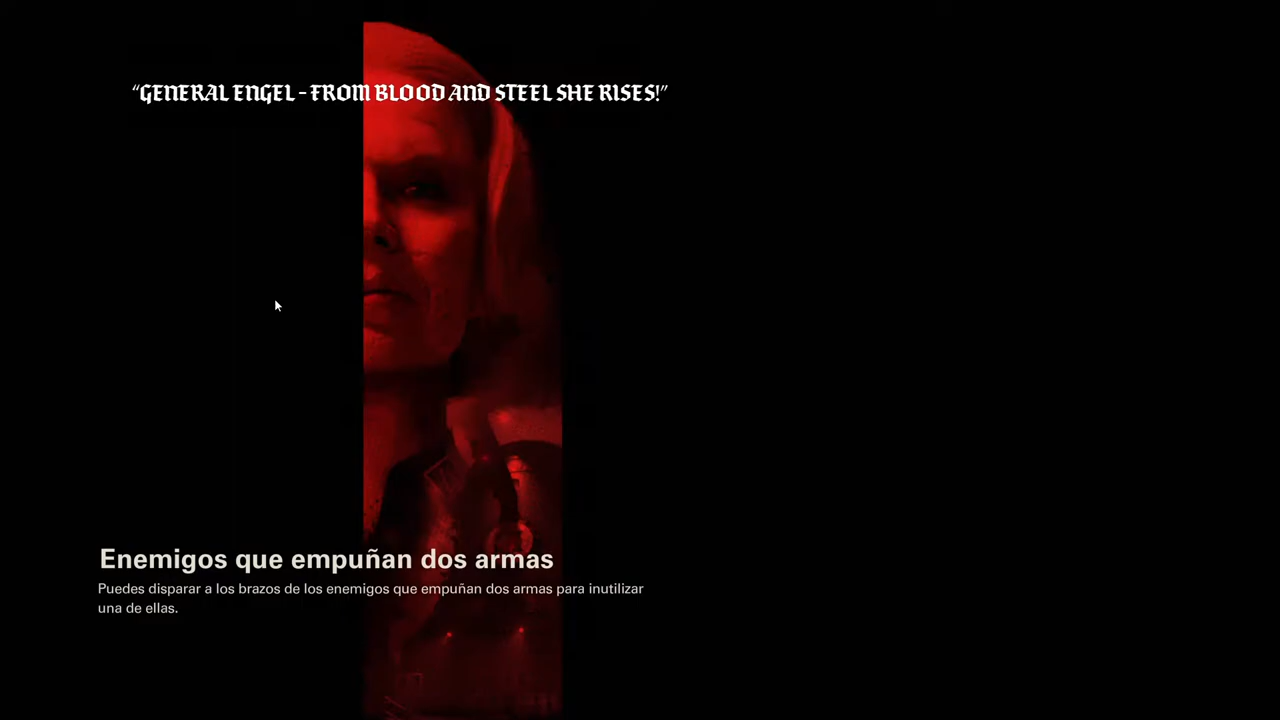 “GENERAL ENGEL – FROM BLOOD AND STEEL SHE RISES!”
Enemigos que empuñan dos armas
Puedes disparar a los brazos de los enemigos que empuñan dos armas para inutilizar
una de ellas.